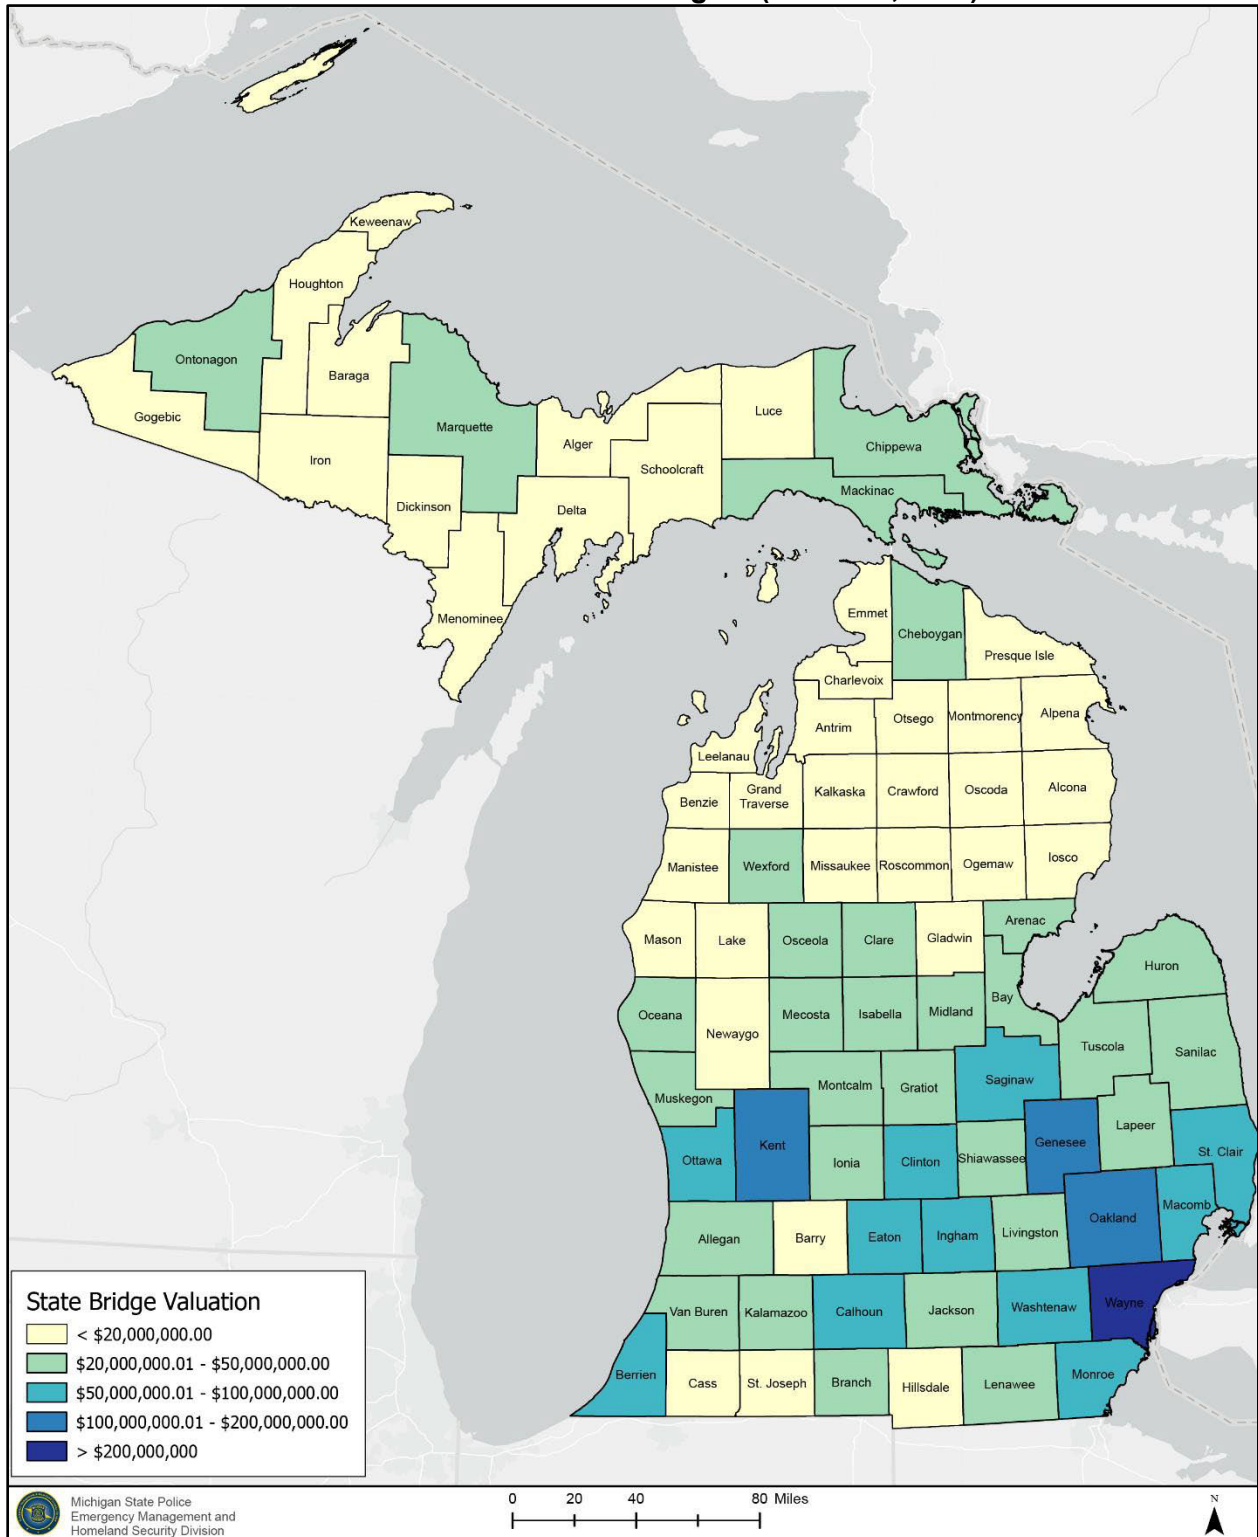 Keweenaw
Houghton
Ontonagon
Baraga
Gogebic
Marquette
Luce
Alger
Chippewa
Iron
Schoolcraft
Mackinac
Dickinson
Delta
Menominee
Emmet
Cheboygan
Presque Isle
Charlevoix
Antrim
Otsego
Montmorency
Alpena
Leelanau
Benzie
Grand
Traverse
Kalkaska
Crawford
Oscoda
Alcona
Manistee
Wexford
Missaukee
Roscommon
Ogemaw
Iosco
Arenac
Mason
Lake
Osceola
Clare
Gladwin
Huron
Bay
Oceana
Newaygo
Mecosta
Isabella
Midland
Tuscola
Sanilac
Saginaw
Muskegon
Montcalm
Gratiot
Lapeer
Kent
Genesee
St. Clair
Ottawa
Ionia
Clinton
Shiawassee
Macomb
Oakland
Allegan
Barry
Eaton
Ingham
Livingston
Van Buren
Kalamazoo
Calhoun
Jackson
Washtenaw
Wayne
Berrien
Cass
St. Joseph
Branch
Hillsdale
Lenawee
Monroe
State Bridge Valuation
< $20,000,000.00
$20,000,000.01 - $50,000,000.00
$50,000,000.01 - $100,000,000.00
$100,000,000.01 - $200,000,000.00
> $200,000,000
Michigan State Police
Emergency Management and
Homeland Security Division
0 20 40 80 Miles
N